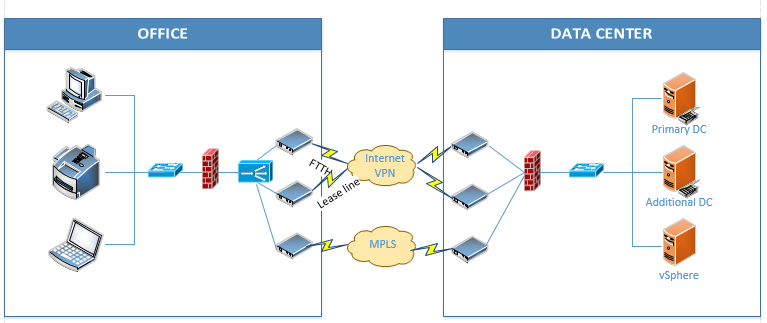 OFFICE
DATA CENTER
Primary DC
Internet
VPN
FTTH
Lease line
Additional DC
MPLS
vSphere